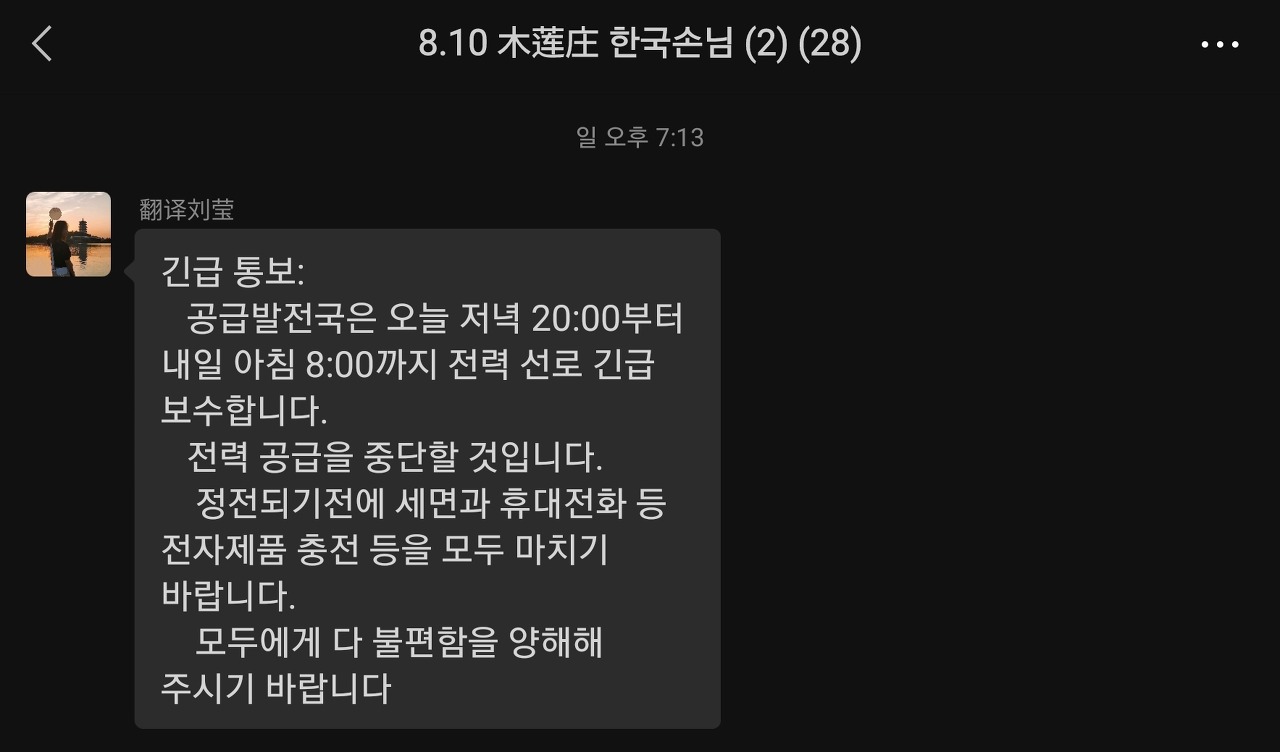 8.10 木莲庄 한국손님 (2) (28)
일 오후 7:13
翻译刘莹
긴급 통보:
공급발전국은 오늘 저녁 20:00부터
내일 아침 8:00까지 전력 선로 긴급
보수합니다.
전력 공급을 중단할 것입니다.
정전되기전에 세면과 휴대전화 등
전자제품 충전 등을 모두 마치기
바랍니다.
모두에게 다 불편함을 양해해
주시기 바랍니다